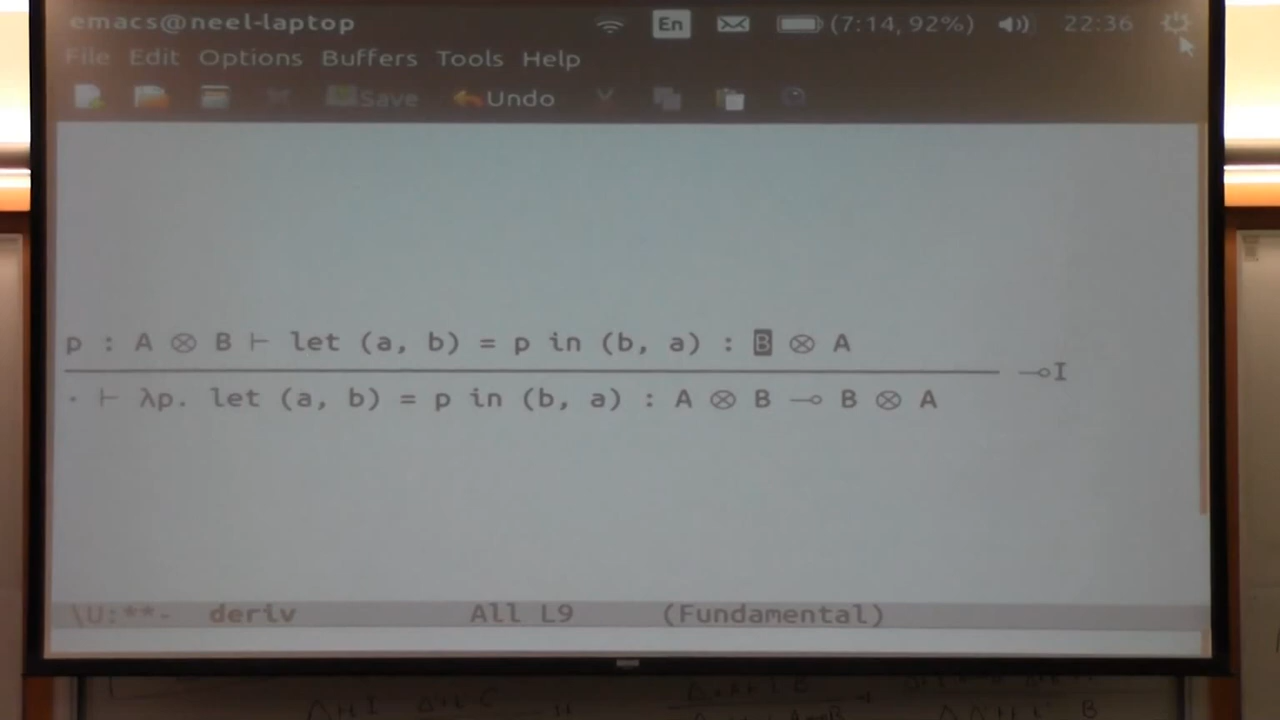 emacs@neel-laptop En (7:14, 92%) 22:36
File Edit Options Buffers Tools Help
Save Undo
p : A ⊗ B ⊢ let (a, b) = p in (b, a) : B ⊗ A
⊸I
· ⊢ λp. let (a, b) = p in (b, a) : A ⊗ B ⊸ B ⊗ A
\U:**- deriv All L9 (Fundamental)